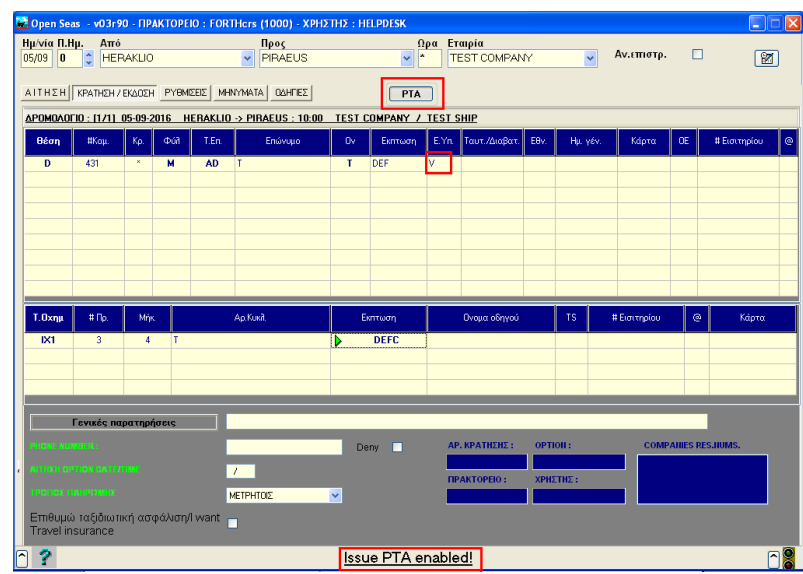 Open Seas - v03r90 - ΠΡΑΚΤΟΡΕΙΟ : FORTHcrs (1000) - ΧΡΗΣΤΗΣ : HELPDESK
Ημ/νία Π.Ημ. Από Προς Ωρα Εταιρία
05/09 0 HERAKLIO PIRAEUS * TEST COMPANY Αν.επιστρ.
ΑΙΤΗΣΗ ΚΡΑΤΗΣΗ / ΕΚΔΟΣΗ ΡΥΘΜΙΣΕΙΣ ΜΗΝΥΜΑΤΑ ΟΔΗΓΙΕΣ PTA
ΔΡΟΜΟΛΟΓΙΟ : [1/1] 05-09-2016 HERAKLIO -> PIRAEUS : 10:00 TEST COMPANY / TEST SHIP
Θέση #Καμ. Κρ. Φύλ Τ.Επ. Επώνυμο Ον Εκπτωση Ε.Υπ. Ταυτ./Διαβατ. Εθν. Ημ. γέν. Κάρτα ΟΕ # Εισιτηρίου @
D 431 * M AD T T DEF V
Τ.Οχημ # Πρ. Μήκ. Αρ.Κυκλ. Εκπτωση Ονομα οδηγού TS # Εισιτηρίου @ Κάρτα
IX1 3 4 T DEFC
Γενικές παρατηρήσεις
Deny ΑΡ. ΚΡΑΤΗΣΗΣ : OPTION : COMPANIES RES.NUMS.
/
ΠΡΑΚΤΟΡΕΙΟ : ΧΡΗΣΤΗΣ :
ΜΕΤΡΗΤΟΙΣ
Επιθυμώ ταξιδιωτική ασφάλιση/I want
Travel insurance
? Issue PTA enabled!